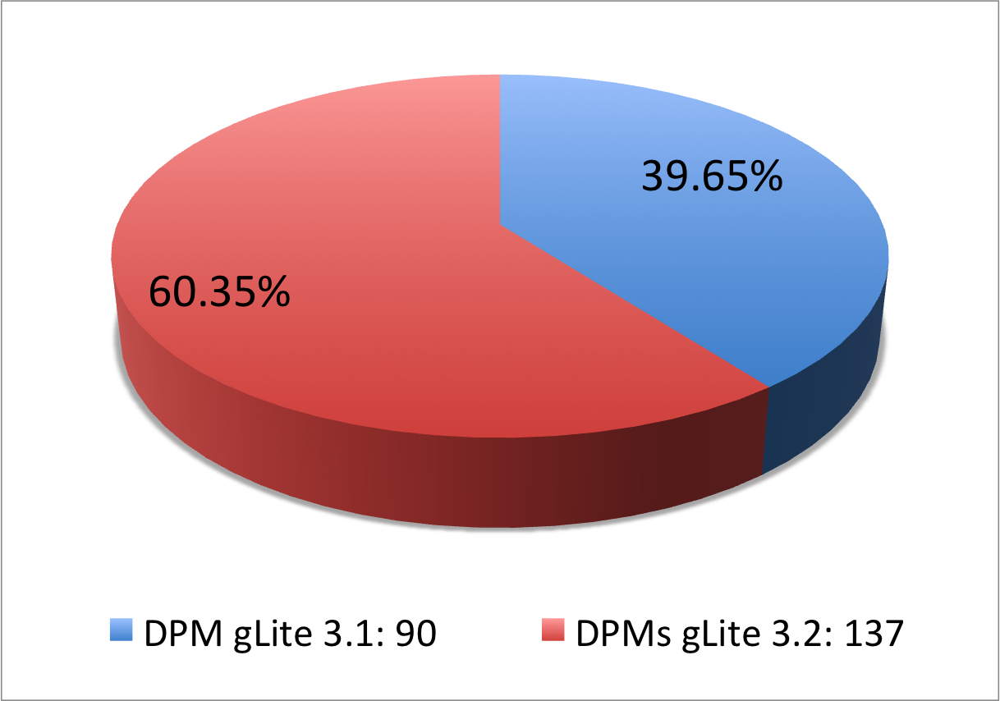 39.65%
60.35%
DPM gLite 3.1: 90
DPMs gLite 3.2: 137